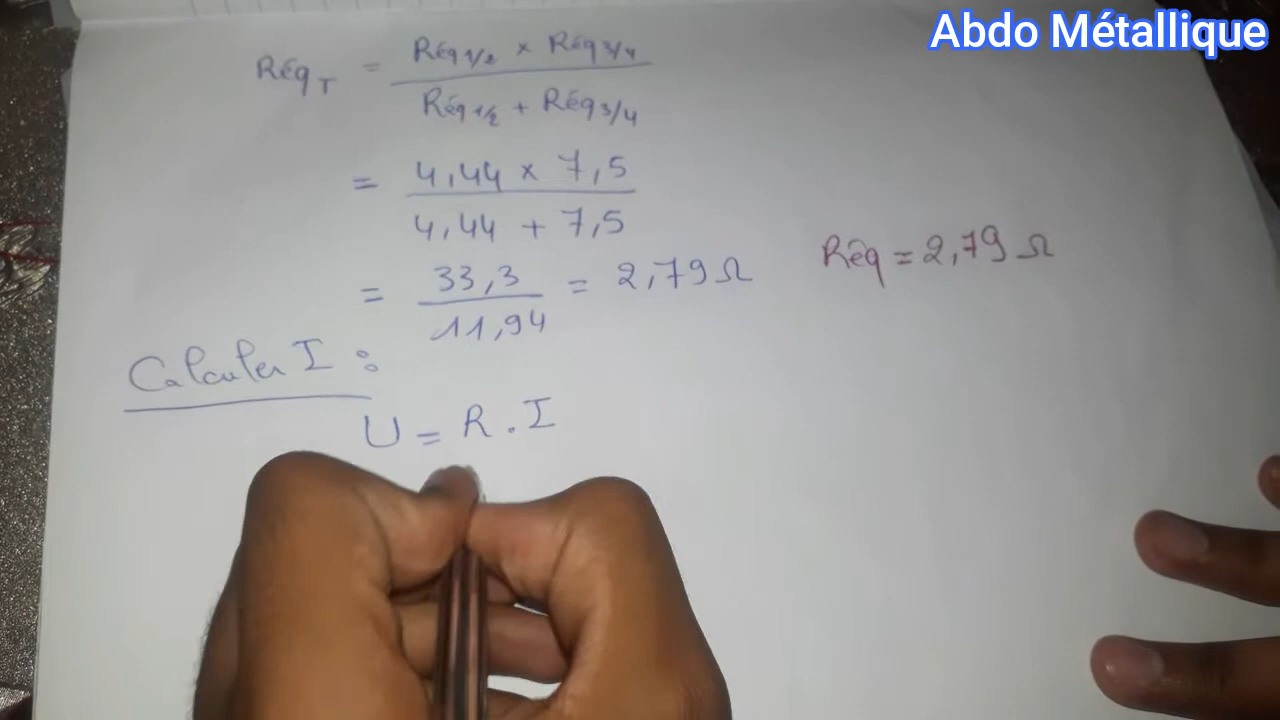 Abdo Métallique
Réq T = Réq 1/2 × Réq 3/4
Réq 1/2 + Réq 3/4
= 4,44 × 7,5
4,44 + 7,5
= 33,3 = 2,79 Ω
11,94
Réq = 2,79 Ω
Calculer I :
U = R . I